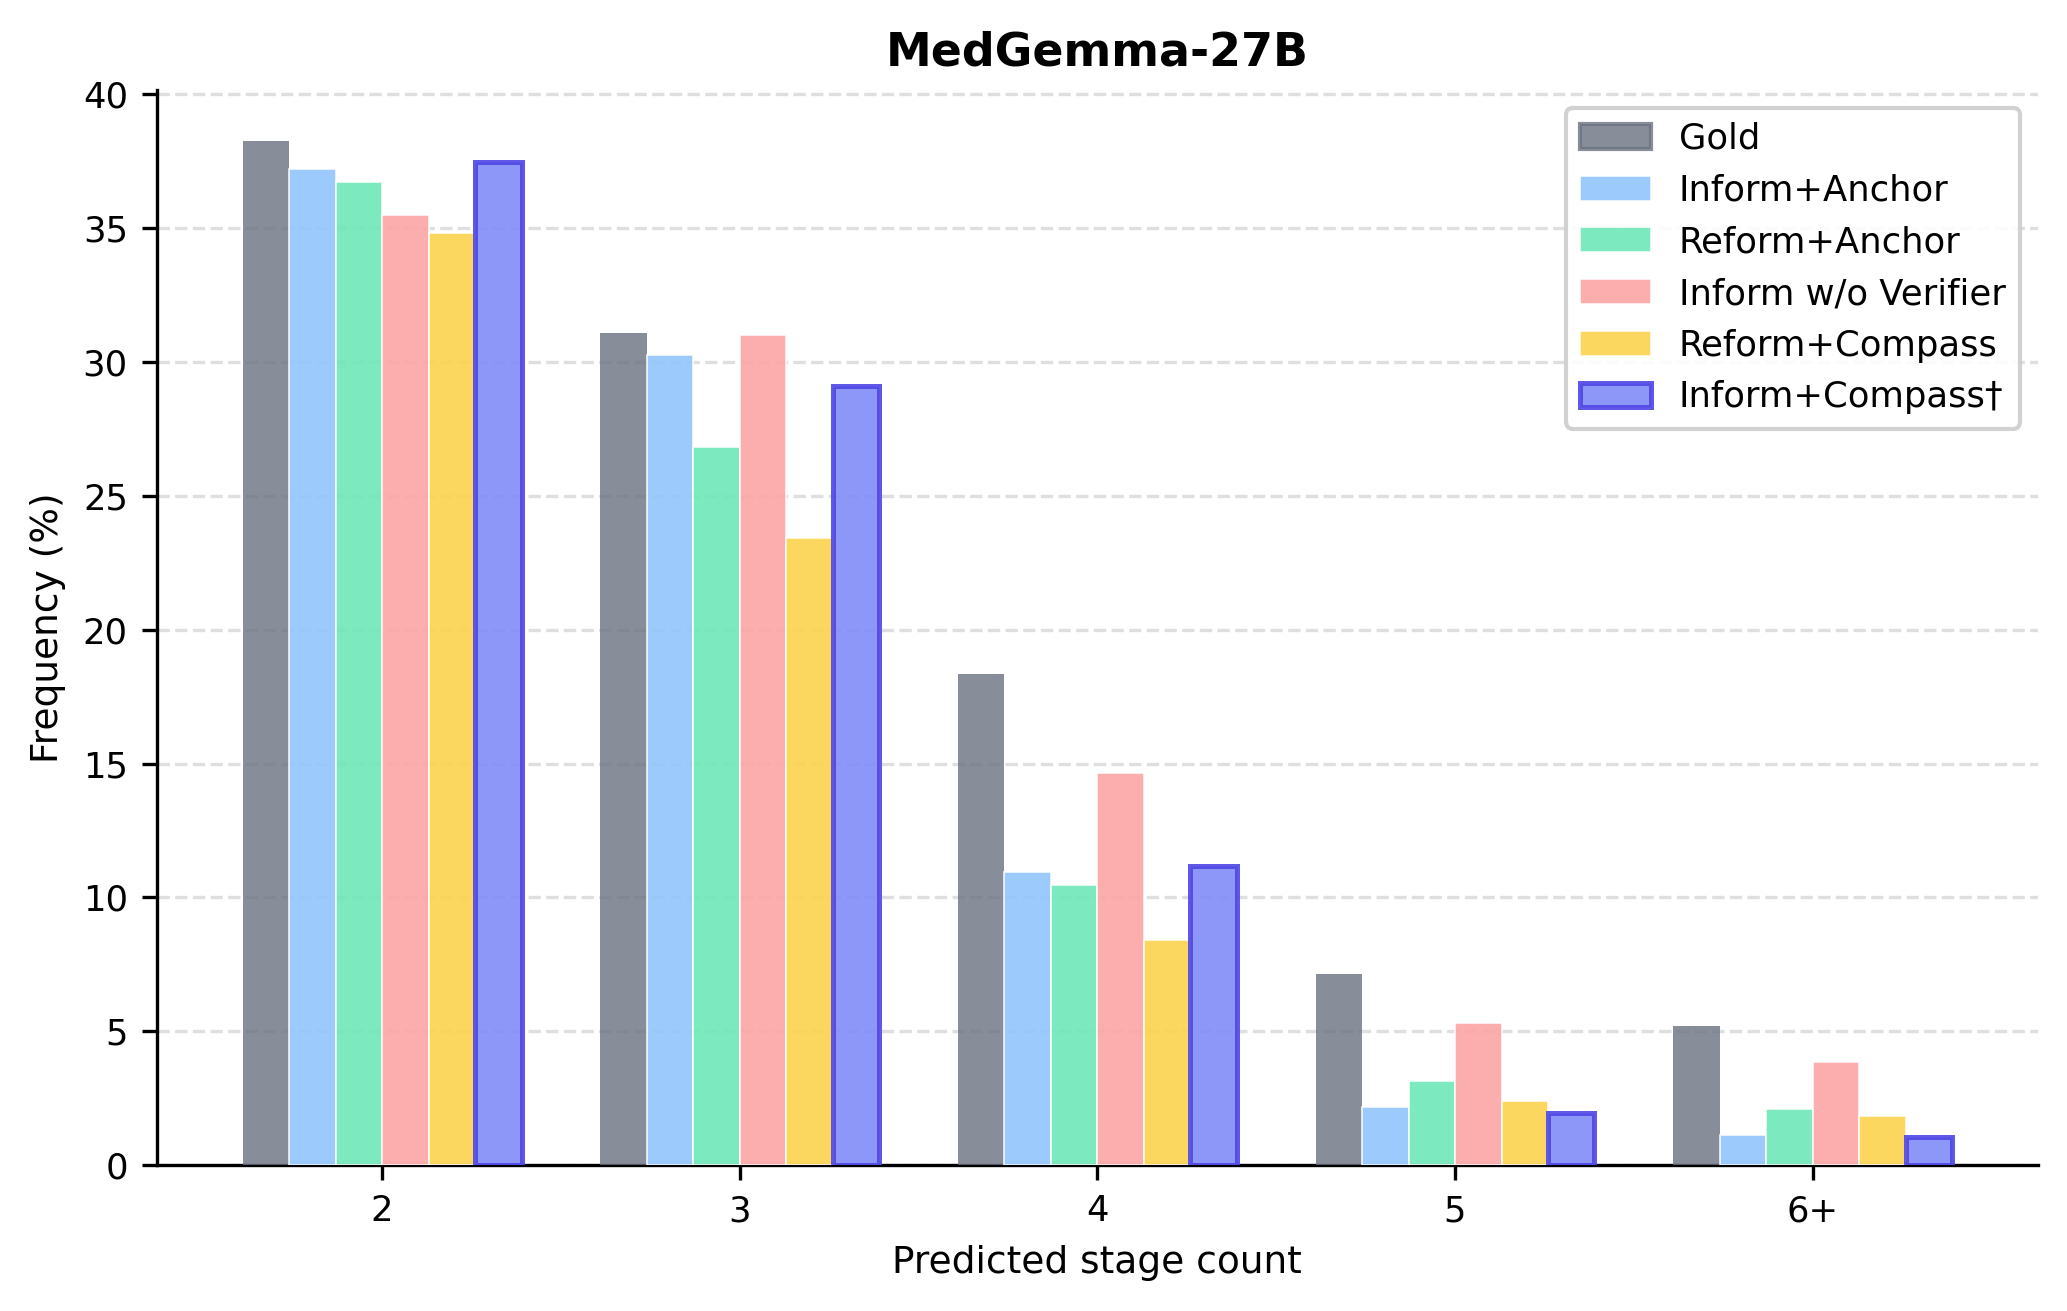 MedGemma-27B
40
35
30
25
20
15
10
5
0
Frequency (%)
Gold
Inform+Anchor
Reform+Anchor
Inform w/o Verifier
Reform+Compass
Inform+Compass†
2
3
4
5
6+
Predicted stage count